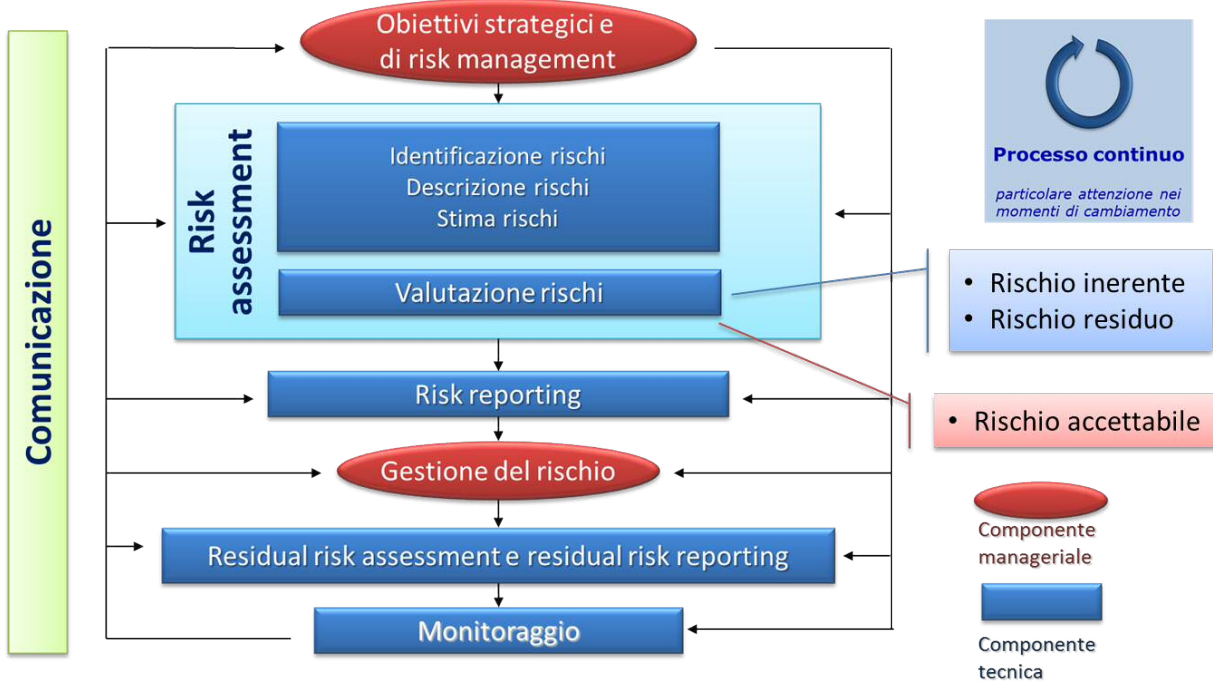 Comunicazione
Obiettivi strategici e
di risk management
Risk
assessment
Identificazione rischi
Descrizione rischi
Stima rischi
Valutazione rischi
Risk reporting
Gestione del rischio
Residual risk assessment e residual risk reporting
Monitoraggio
Processo continuo
particolare attenzione nei
momenti di cambiamento
• Rischio inerente
• Rischio residuo
• Rischio accettabile
Componente
manageriale
Componente
tecnica